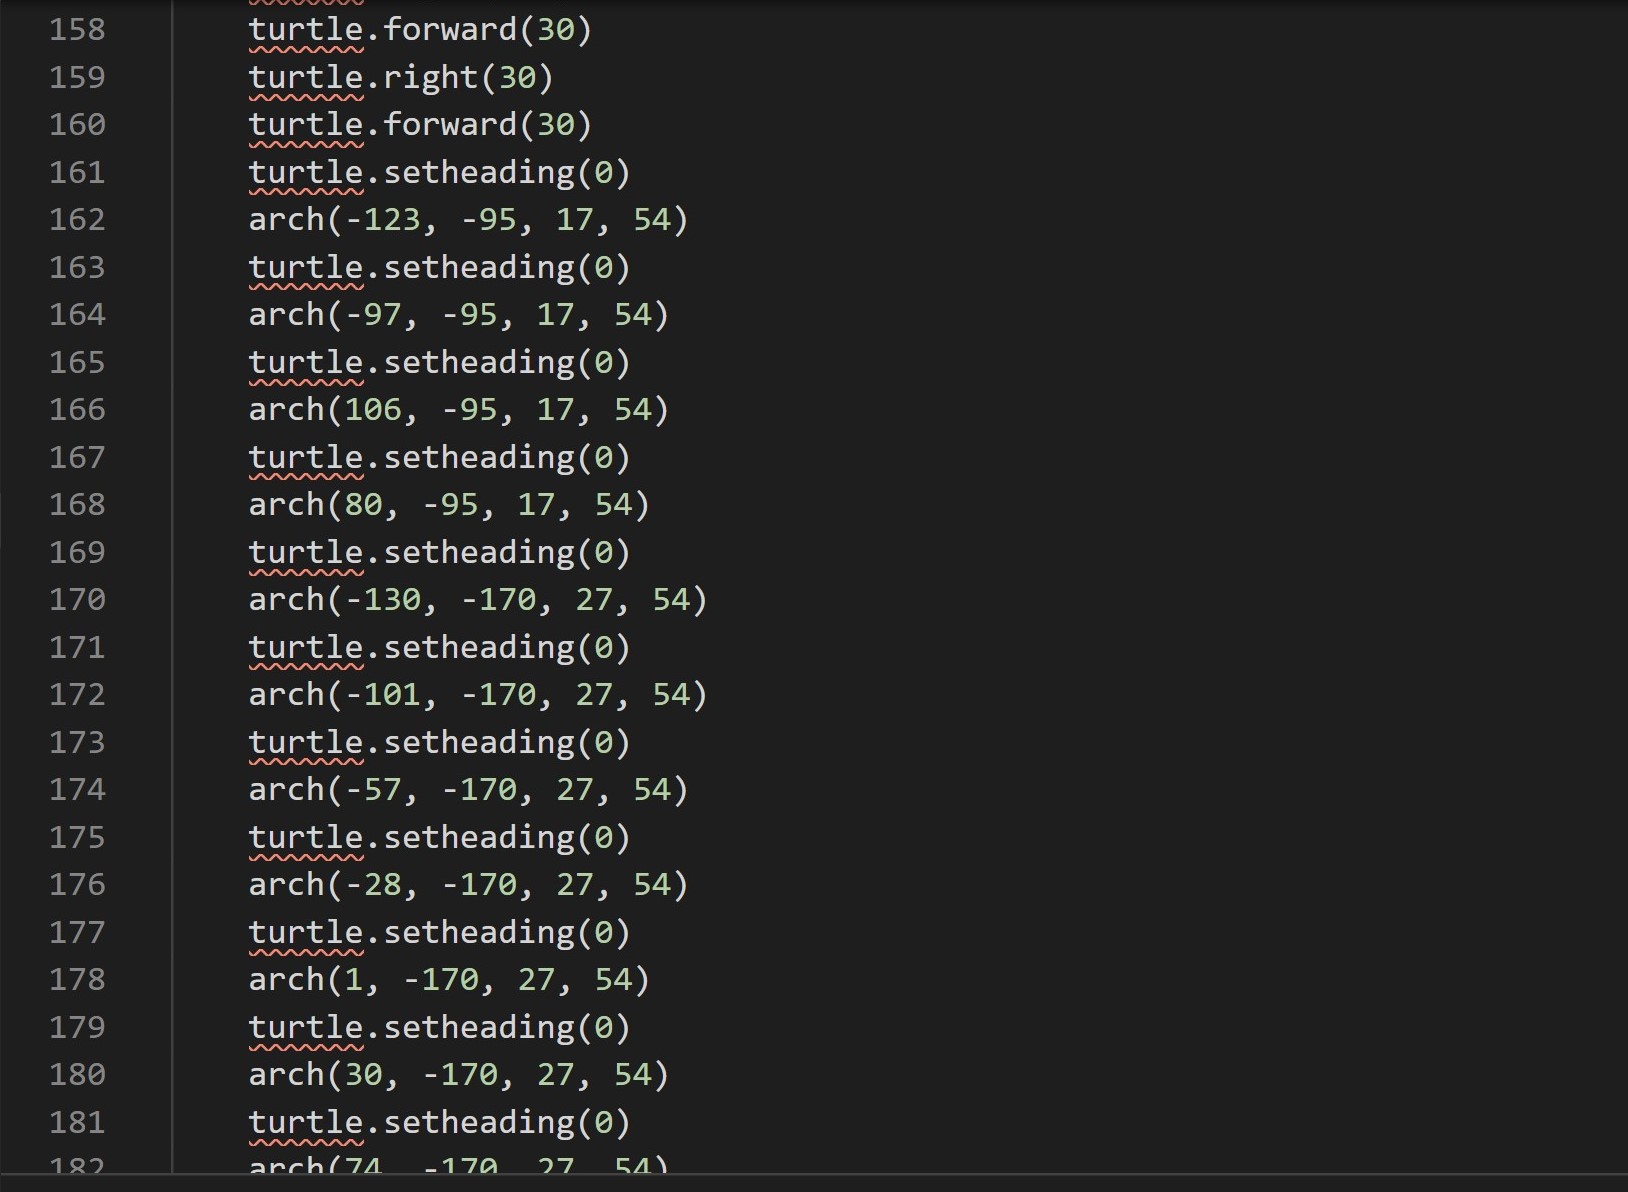 158 turtle.forward(30)
159 turtle.right(30)
160 turtle.forward(30)
161 turtle.setheading(0)
162 arch(-123, -95, 17, 54)
163 turtle.setheading(0)
164 arch(-97, -95, 17, 54)
165 turtle.setheading(0)
166 arch(106, -95, 17, 54)
167 turtle.setheading(0)
168 arch(80, -95, 17, 54)
169 turtle.setheading(0)
170 arch(-130, -170, 27, 54)
171 turtle.setheading(0)
172 arch(-101, -170, 27, 54)
173 turtle.setheading(0)
174 arch(-57, -170, 27, 54)
175 turtle.setheading(0)
176 arch(-28, -170, 27, 54)
177 turtle.setheading(0)
178 arch(1, -170, 27, 54)
179 turtle.setheading(0)
180 arch(30, -170, 27, 54)
181 turtle.setheading(0)
182 arch(74, -170, 27, 54)